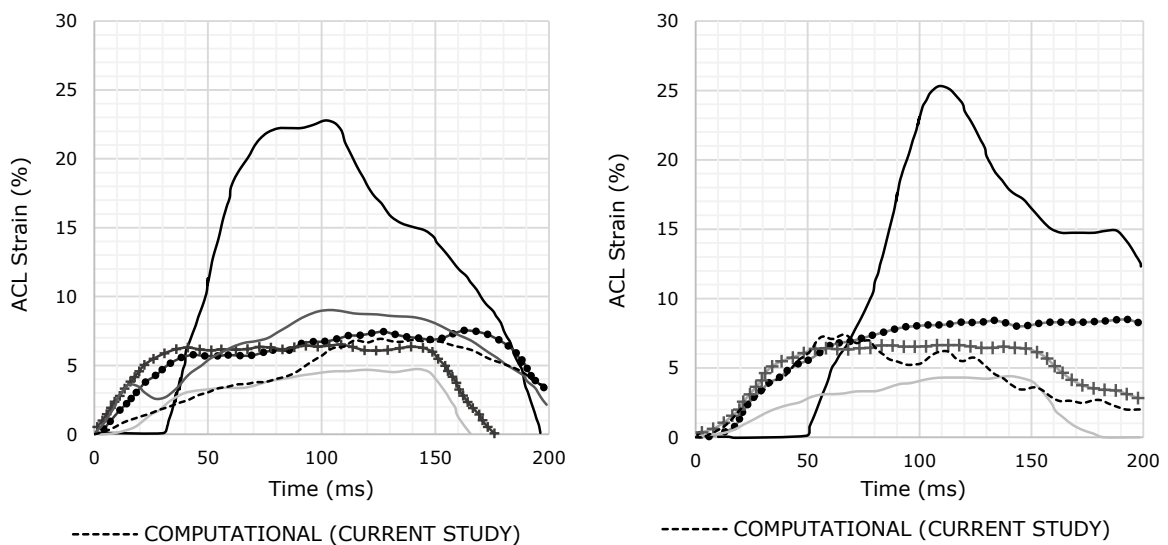 30
25
20
15
10
5
0
ACL Strain (%)
0 50 100 150 200
Time (ms)
COMPUTATIONAL (CURRENT STUDY)
30
25
20
15
10
5
0
ACL Strain (%)
0 50 100 150 200
Time (ms)
COMPUTATIONAL (CURRENT STUDY)